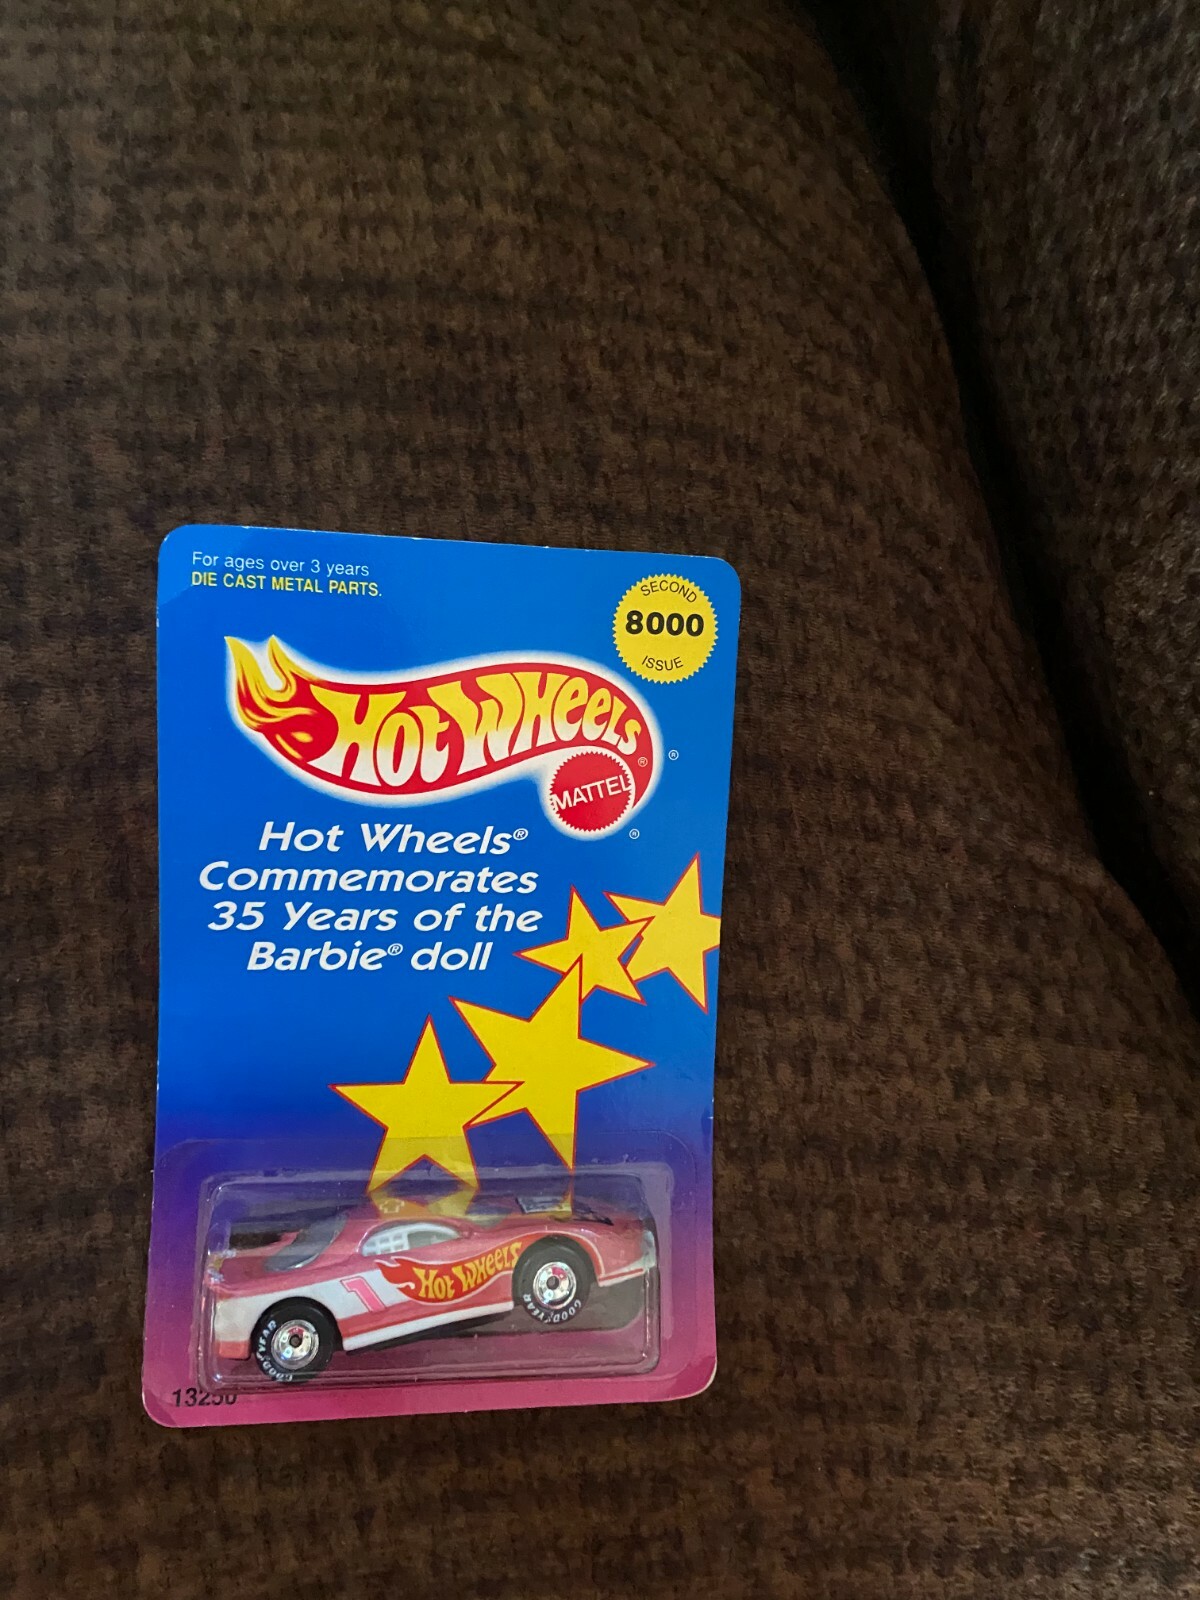 For ages over 3 years
DIE CAST METAL PARTS.
SECOND
8000
ISSUE
HOT WHEELS®
®
MATTEL
®
Hot Wheels®
Commemorates
35 Years of the
Barbie® doll
1
HOT WHEELS
GOODYEAR
GOODYEAR
13250